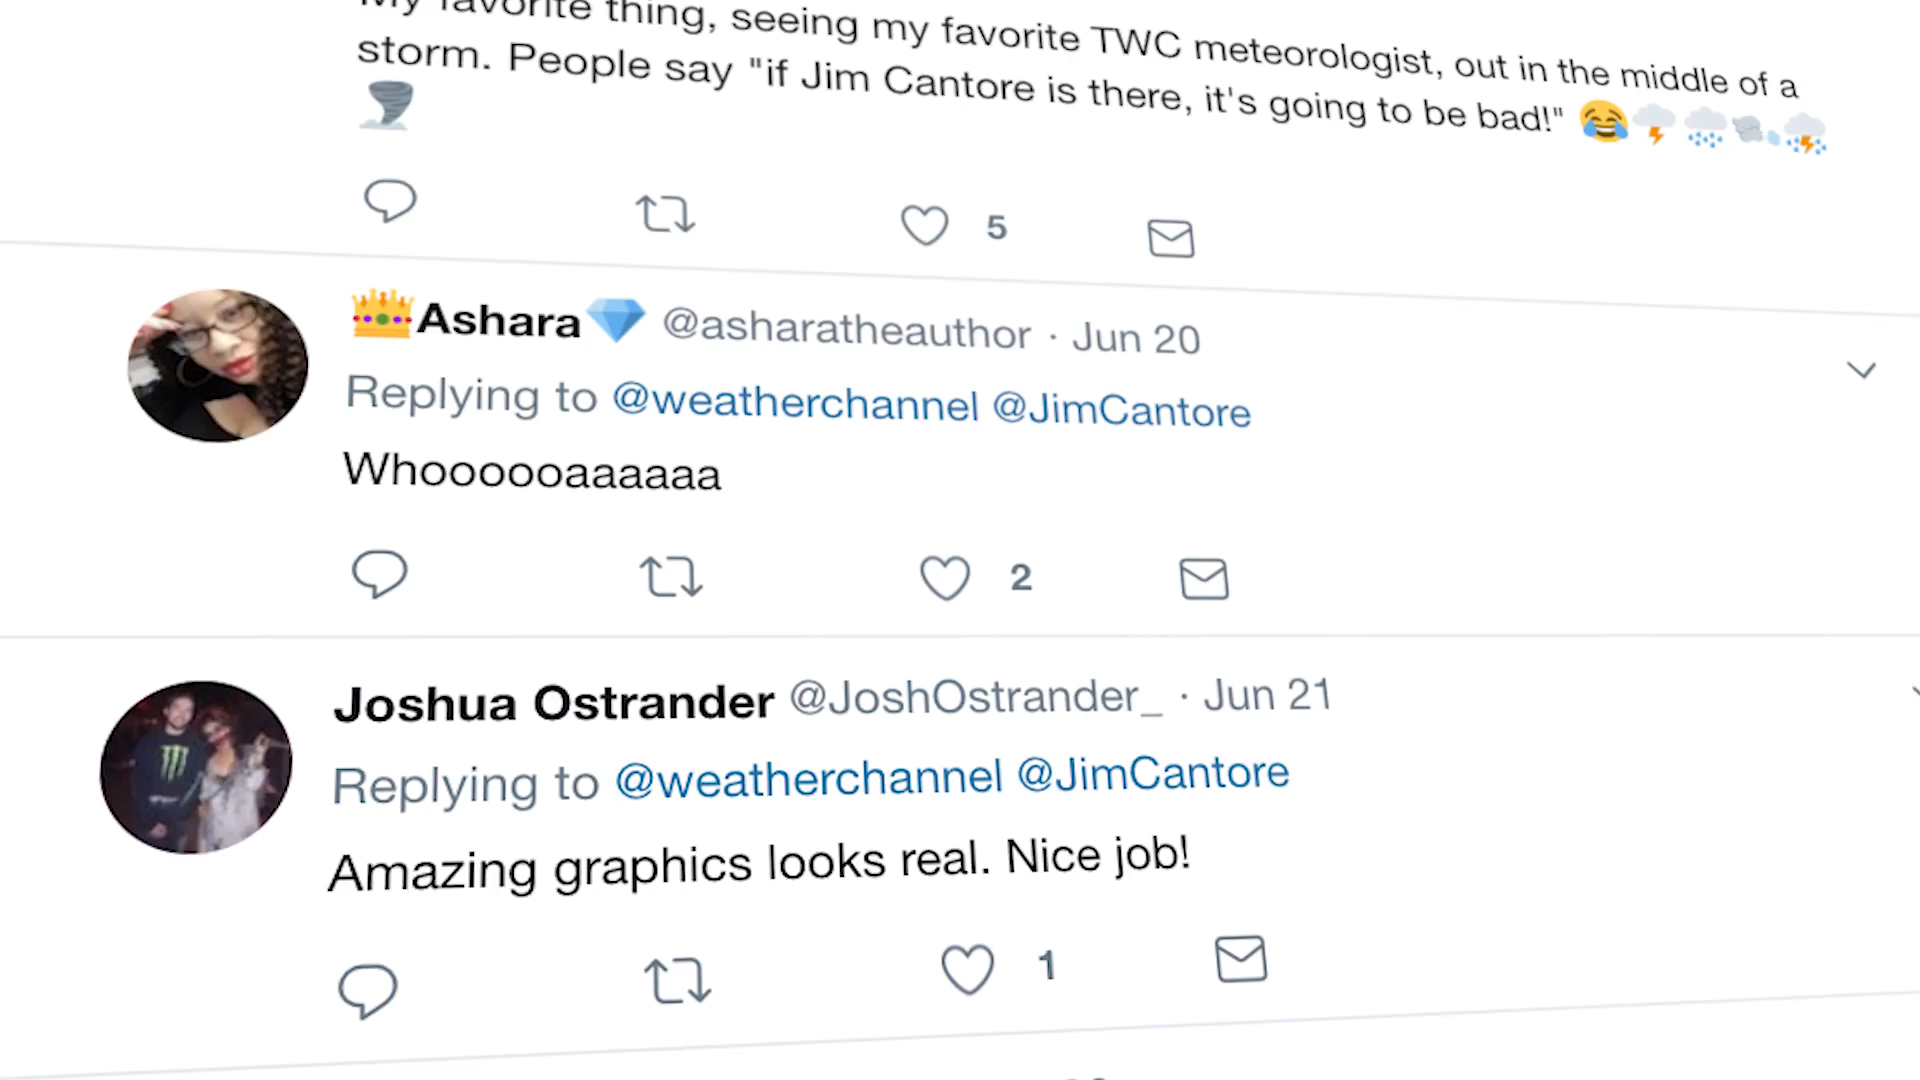 My favorite thing, seeing my favorite TWC meteorologist, out in the middle of a
storm. People say "if Jim Cantore is there, it's going to be bad!" 😂🌩🌨🌬⛈
🌪
5
👑Ashara💎 @asharatheauthor · Jun 20
Replying to @weatherchannel @JimCantore
Whoooooaaaaaa
2
Joshua Ostrander @JoshOstrander_ · Jun 21
Replying to @weatherchannel @JimCantore
Amazing graphics looks real. Nice job!
1